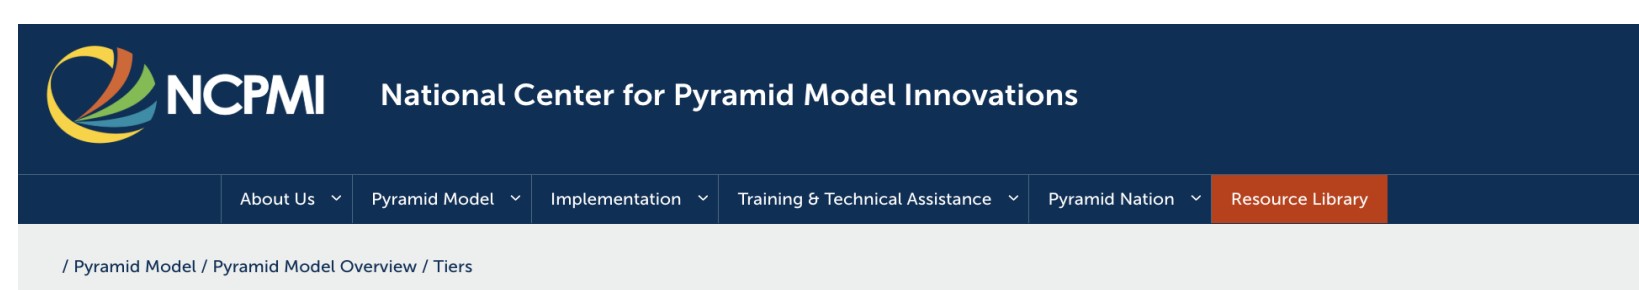 NCPMI National Center for Pyramid Model Innovations
About Us Pyramid Model Implementation Training & Technical Assistance Pyramid Nation Resource Library
/ Pyramid Model / Pyramid Model Overview / Tiers